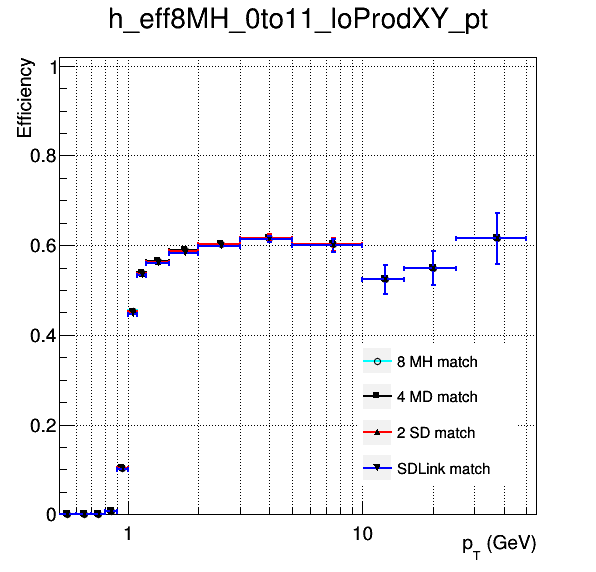 h_eff8MH_0to11_loProdXY_pt
Efficiency
1
0.8
0.6
0.4
0.2
0
8 MH match
4 MD match
2 SD match
SDLink match
1
10
p_T (GeV)